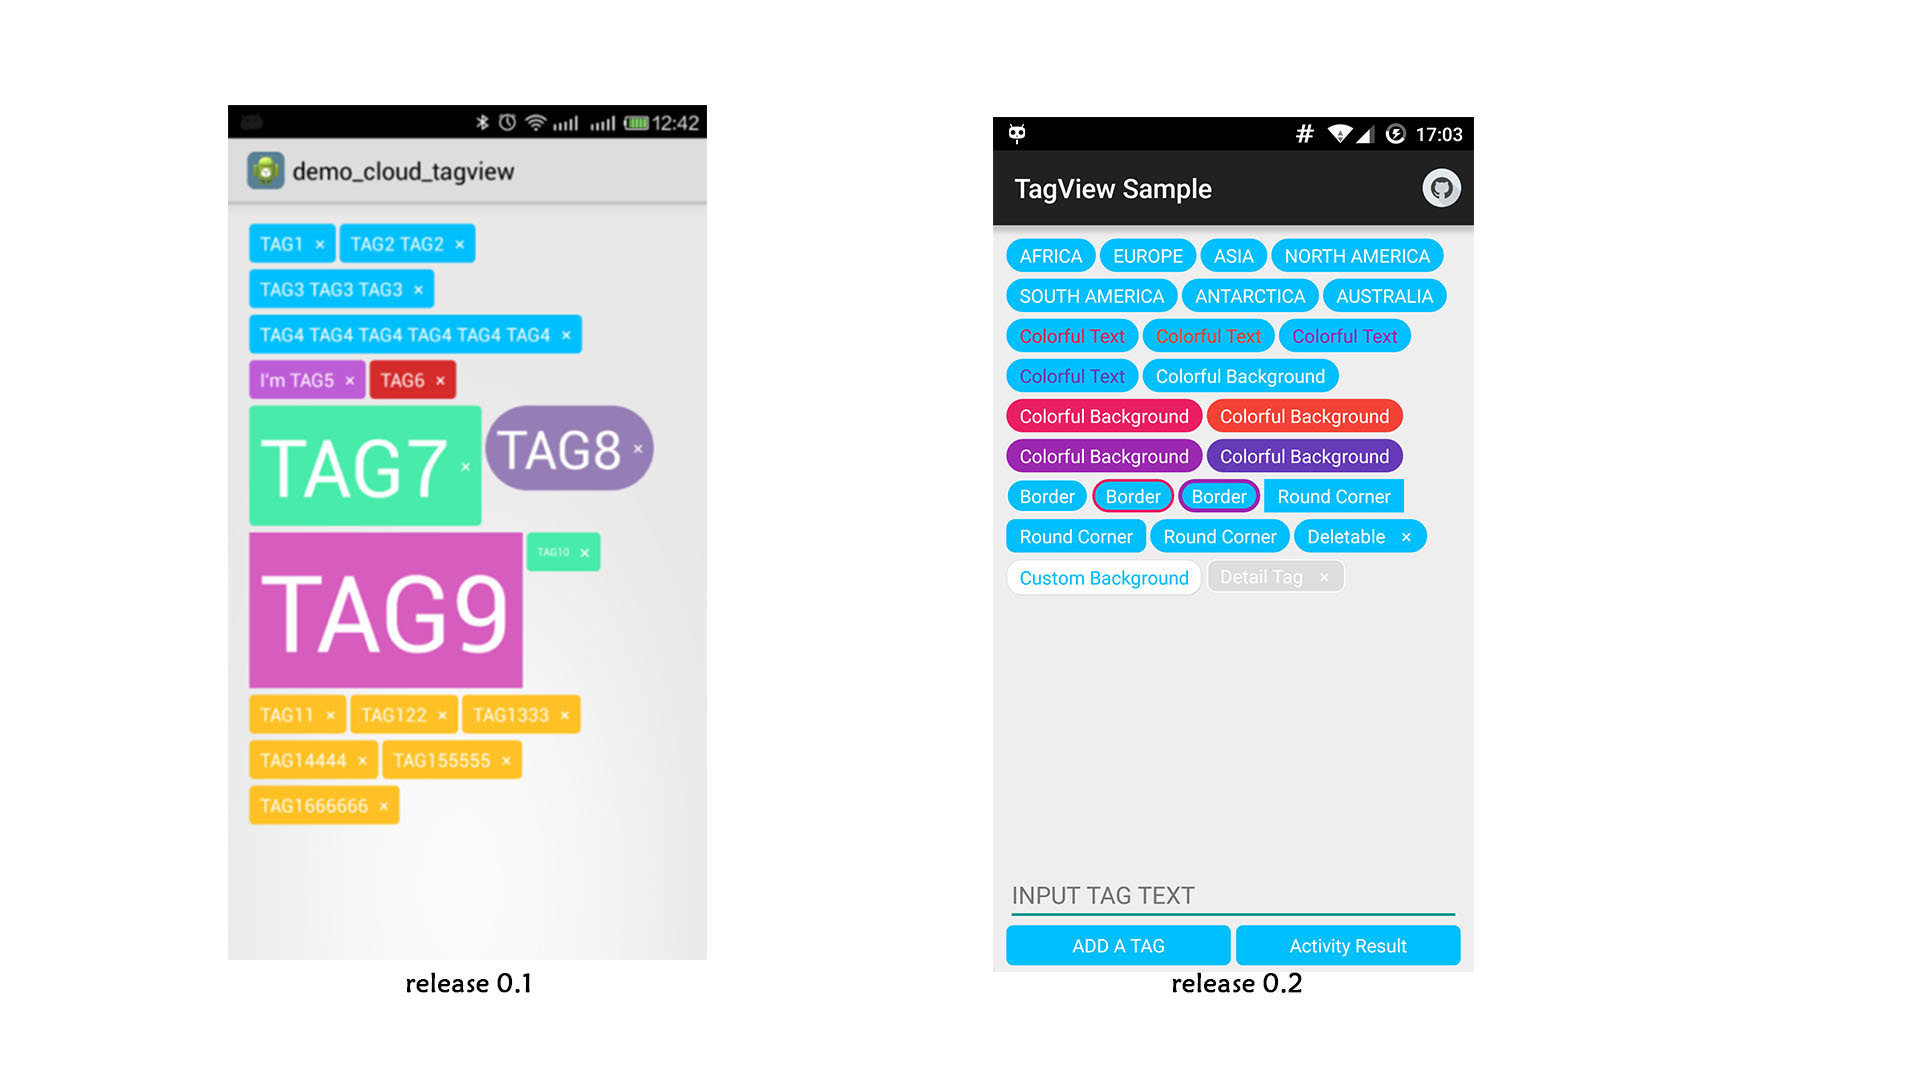 12:42
demo_cloud_tagview
TAG1 ×
TAG2 TAG2 ×
TAG3 TAG3 TAG3 ×
TAG4 TAG4 TAG4 TAG4 TAG4 TAG4 ×
I'm TAG5 ×
TAG6 ×
TAG7 ×
TAG8 ×
TAG9
TAG10 ×
TAG11 ×
TAG122 ×
TAG1333 ×
TAG14444 ×
TAG155555 ×
TAG1666666 ×
release 0.1
# 17:03
TagView Sample
AFRICA
EUROPE
ASIA
NORTH AMERICA
SOUTH AMERICA
ANTARCTICA
AUSTRALIA
Colorful Text
Colorful Text
Colorful Text
Colorful Text
Colorful Background
Colorful Background
Colorful Background
Colorful Background
Colorful Background
Border
Border
Border
Round Corner
Round Corner
Round Corner
Deletable ×
Custom Background
Detail Tag ×
INPUT TAG TEXT
ADD A TAG
Activity Result
release 0.2